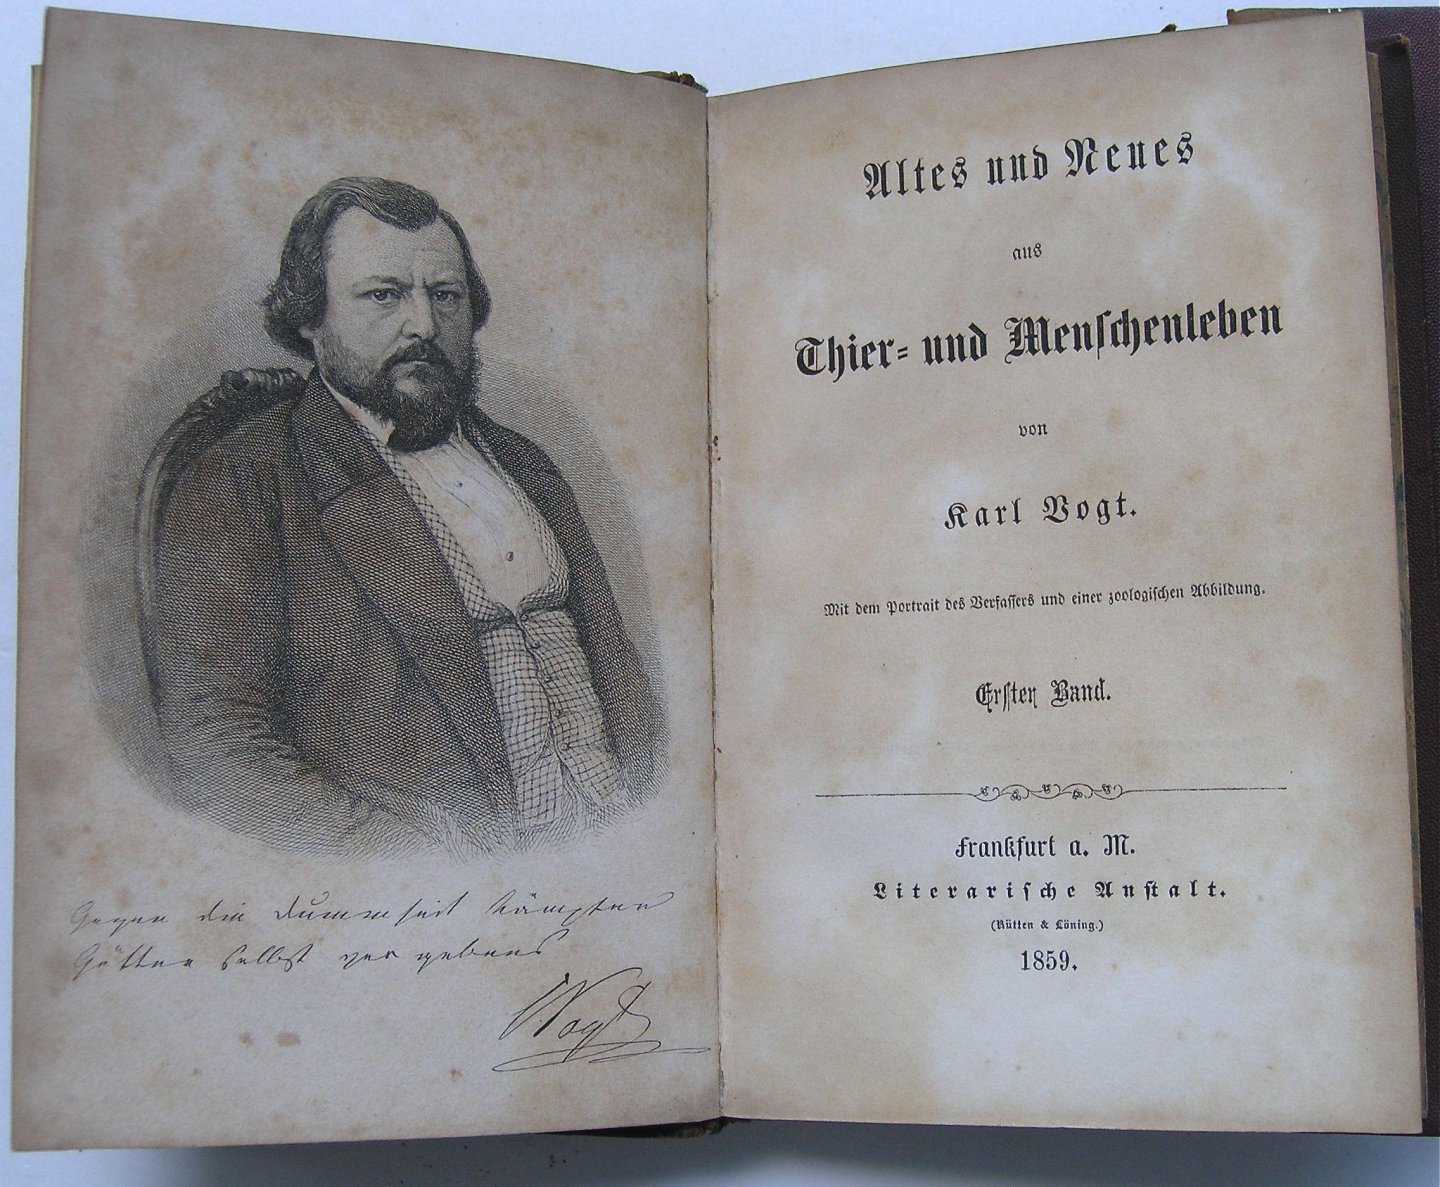 Gegen die Dummheit kämpfen
Götter selbst vergebens
C Vogt
Altes und Neues
aus
Thier- und Menschenleben
von
Karl Vogt.
Mit dem Portrait des Verfassers und einer zoologischen Abbildung.
Erster Band.
Frankfurt a. M.
Literarische Anstalt.
(Rütten & Löning.)
1859.